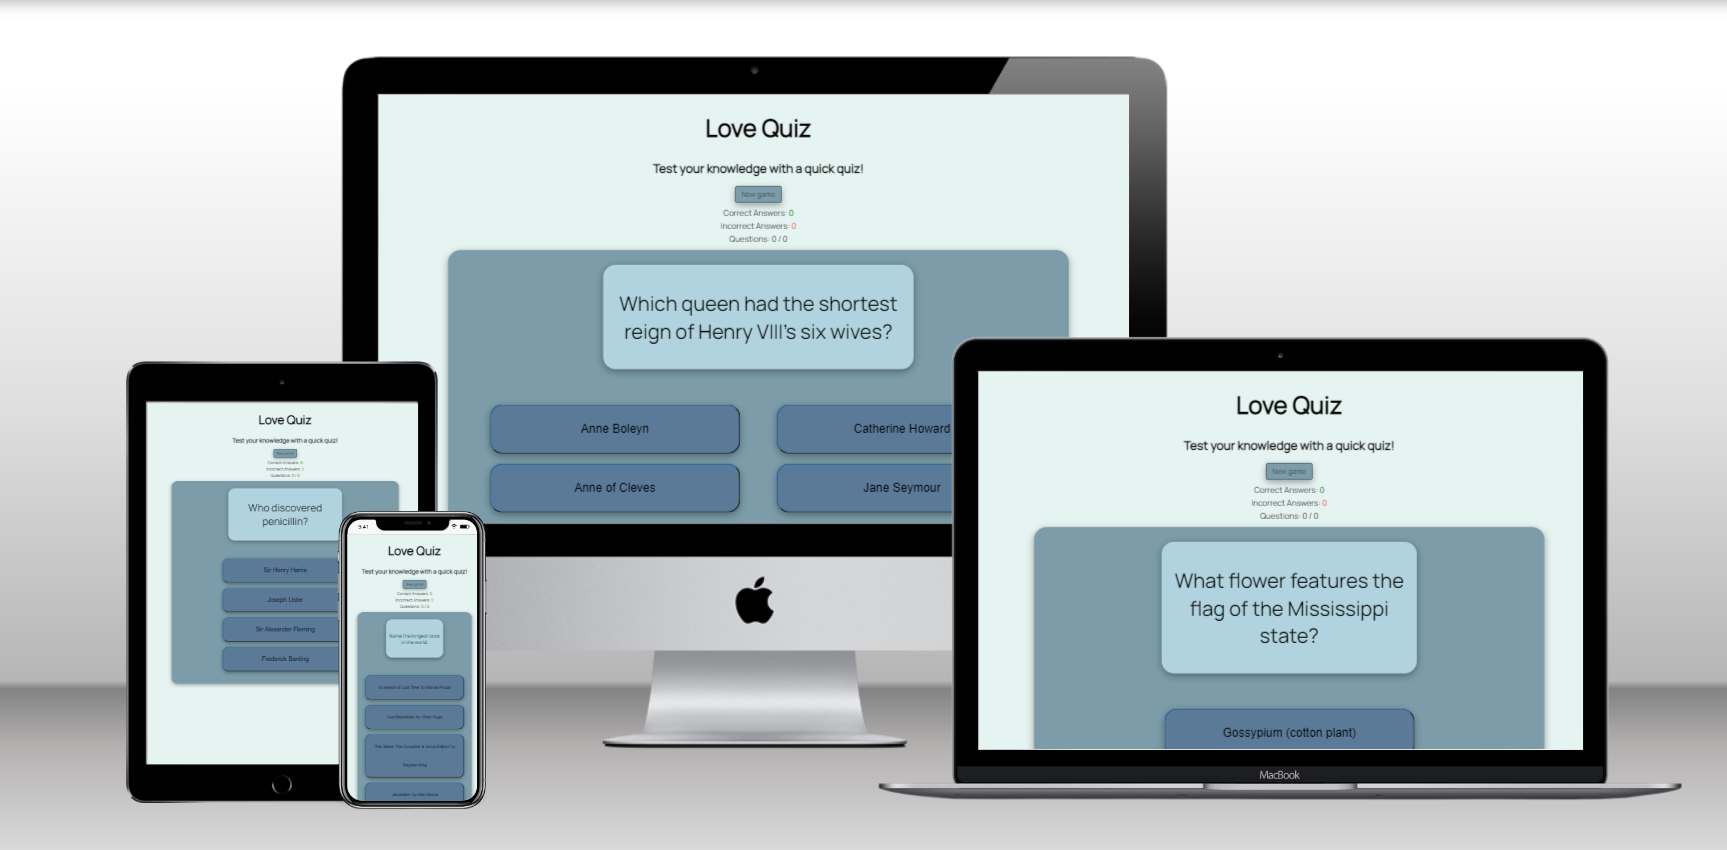 Love Quiz
Test your knowledge with a quick quiz!
New game
Correct Answers: 0
Incorrect Answers: 0
Questions: 0 / 0
Which queen had the shortest
reign of Henry VIII's six wives?
Anne Boleyn
Catherine Howard
Anne of Cleves
Jane Seymour
Love Quiz
Test your knowledge with a quick quiz!
New game
Correct Answers: 0
Incorrect Answers: 0
Questions: 0 / 0
Who discovered
penicillin?
Sir Henry Harris
Joseph Lister
Sir Alexander Fleming
Frederick Banting
9:41
Love Quiz
Test your knowledge with a quick quiz!
New game
Correct Answers: 0
Incorrect Answers: 0
Questions: 0 / 0
Name the longest book
in the world.
In Search of Lost Time by Marcel Proust
Les Misérables by Victor Hugo
The Stand: The Complete & Uncut Edition by
Stephen King
Love Quiz
Test your knowledge with a quick quiz!
New game
Correct Answers: 0
Incorrect Answers: 0
Questions: 0 / 0
What flower features the
flag of the Mississippi
state?
Gossypium (cotton plant)
MacBook